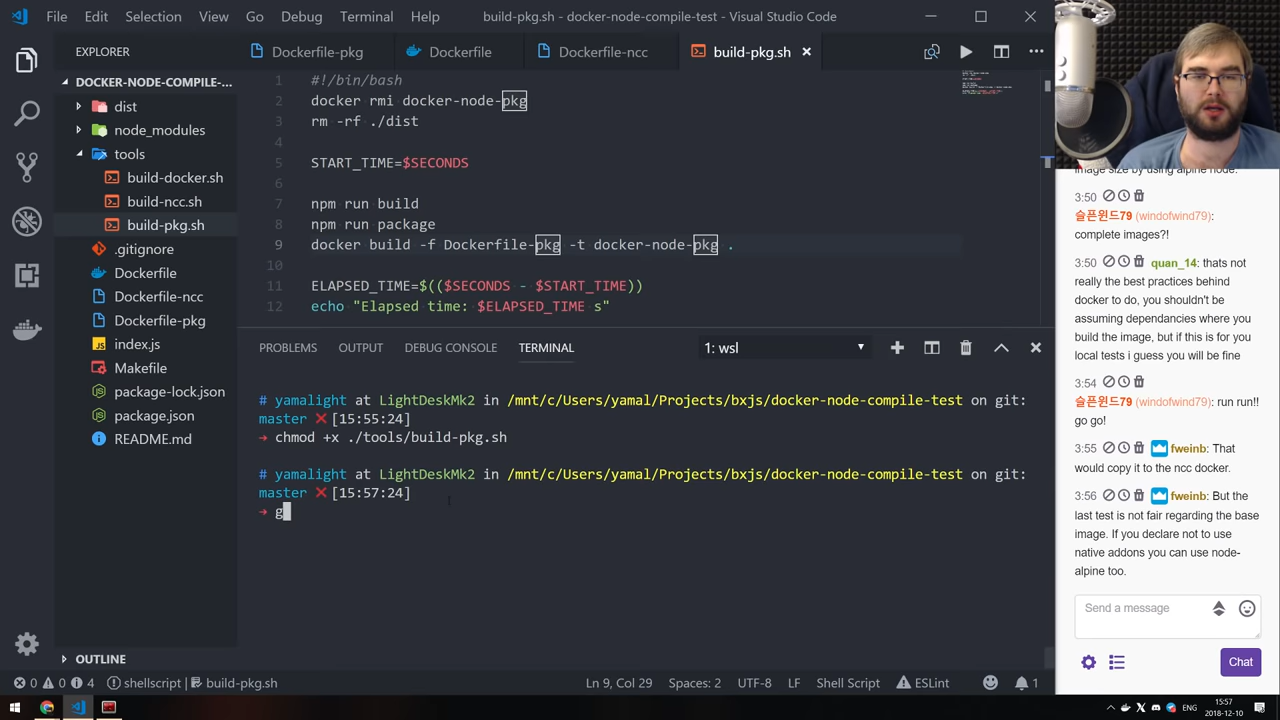 File Edit Selection View Go Debug Terminal Help
build-pkg.sh - docker-node-compile-test - Visual Studio Code
EXPLORER
DOCKER-NODE-COMPILE-...
dist
node_modules
tools
build-docker.sh
build-ncc.sh
build-pkg.sh
.gitignore
Dockerfile
Dockerfile-ncc
Dockerfile-pkg
index.js
Makefile
package-lock.json
package.json
README.md
OUTLINE
Dockerfile-pkg Dockerfile Dockerfile-ncc build-pkg.sh
1 #!/bin/bash
2 docker rmi docker-node-pkg
3 rm -rf ./dist
4
5 START_TIME=$SECONDS
6
7 npm run build
8 npm run package
9 docker build -f Dockerfile-pkg -t docker-node-pkg .
10
11 ELAPSED_TIME=$(($SECONDS - $START_TIME))
12 echo "Elapsed time: $ELAPSED_TIME s"
PROBLEMS OUTPUT DEBUG CONSOLE TERMINAL 1: wsl
# yamalight at LightDeskMk2 in /mnt/c/Users/yamal/Projects/bxjs/docker-node-compile-test on git:
master ❌ [15:55:24]
➜ chmod +x ./tools/build-pkg.sh
# yamalight at LightDeskMk2 in /mnt/c/Users/yamal/Projects/bxjs/docker-node-compile-test on git:
master ❌ [15:57:24]
➜ g
0 0 4 shellscript build-pkg.sh Ln 9, Col 29 Spaces: 2 UTF-8 LF Shell Script ESLint 1
image size by using alpine node.
3:50
슬픈윈드79 (windofwind79):
complete images?!
3:50 quan_14: thats not
really the best practices behind
docker to do, you shouldn't be
assuming dependancies where you
build the image, but if this is for you
local tests i guess you will be fine
3:54
슬픈윈드79 (windofwind79): run run!!
go go!
3:55 fweinb: That
would copy it to the ncc docker.
3:56 fweinb: But the
last test is not fair regarding the base
image. If you declare not to use
native addons you can use node-
alpine too.
Send a message
Chat
ENG
15:57
2018-12-10